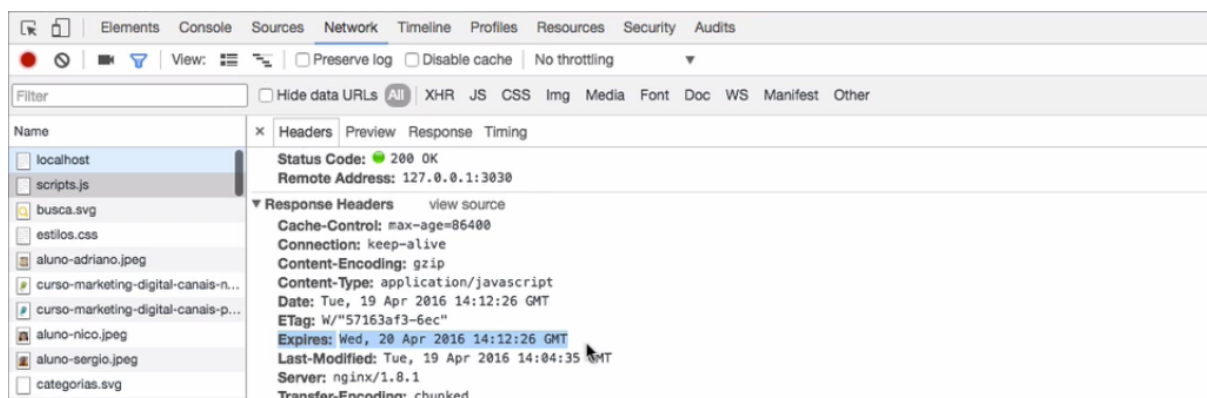 Elements Console Sources Network Timeline Profiles Resources Security Audits
View: Preserve log Disable cache No throttling
Filter Hide data URLs All XHR JS CSS Img Media Font Doc WS Manifest Other
Name × Headers Preview Response Timing
localhost
scripts.js
busca.svg
estilos.css
aluno-adriano.jpeg
curso-marketing-digital-canais-n...
curso-marketing-digital-canais-p...
aluno-nico.jpeg
aluno-sergio.jpeg
categorias.svg
Status Code: 200 OK
Remote Address: 127.0.0.1:3030
Response Headers view source
Cache-Control: max-age=86400
Connection: keep-alive
Content-Encoding: gzip
Content-Type: application/javascript
Date: Tue, 19 Apr 2016 14:12:26 GMT
ETag: W/"57163af3-6ec"
Expires: Wed, 20 Apr 2016 14:12:26 GMT
Last-Modified: Tue, 19 Apr 2016 14:04:35 GMT
Server: nginx/1.8.1
Transfer-Encoding: chunked